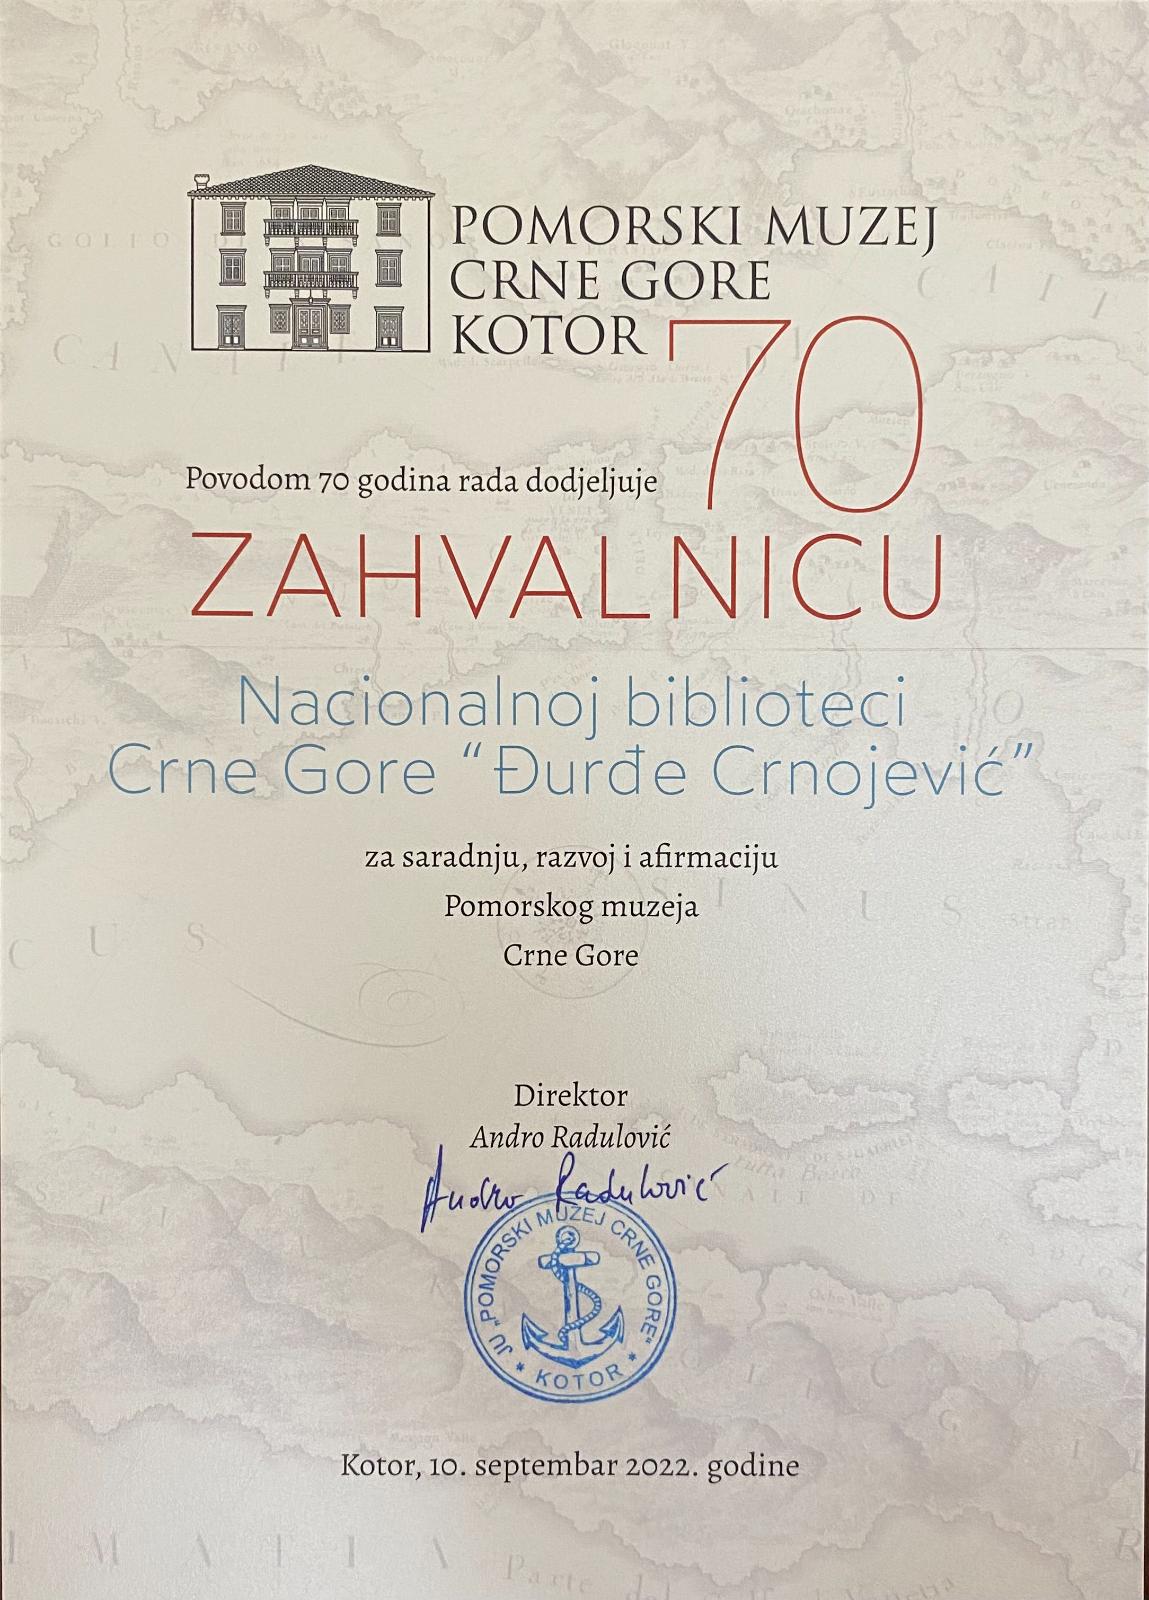 POMORSKI MUZEJ
CRNE GORE
KOTOR 70
Povodom 70 godina rada dodjeljuje
ZAHVALNICU
Nacionalnoj biblioteci
Crne Gore “Đurđe Crnojević”
za saradnju, razvoj i afirmaciju
Pomorskog muzeja
Crne Gore
Direktor
Andro Radulović
Andro Radulović
JU "POMORSKI MUZEJ CRNE GORE"
* KOTOR *
Kotor, 10. septembar 2022. godine